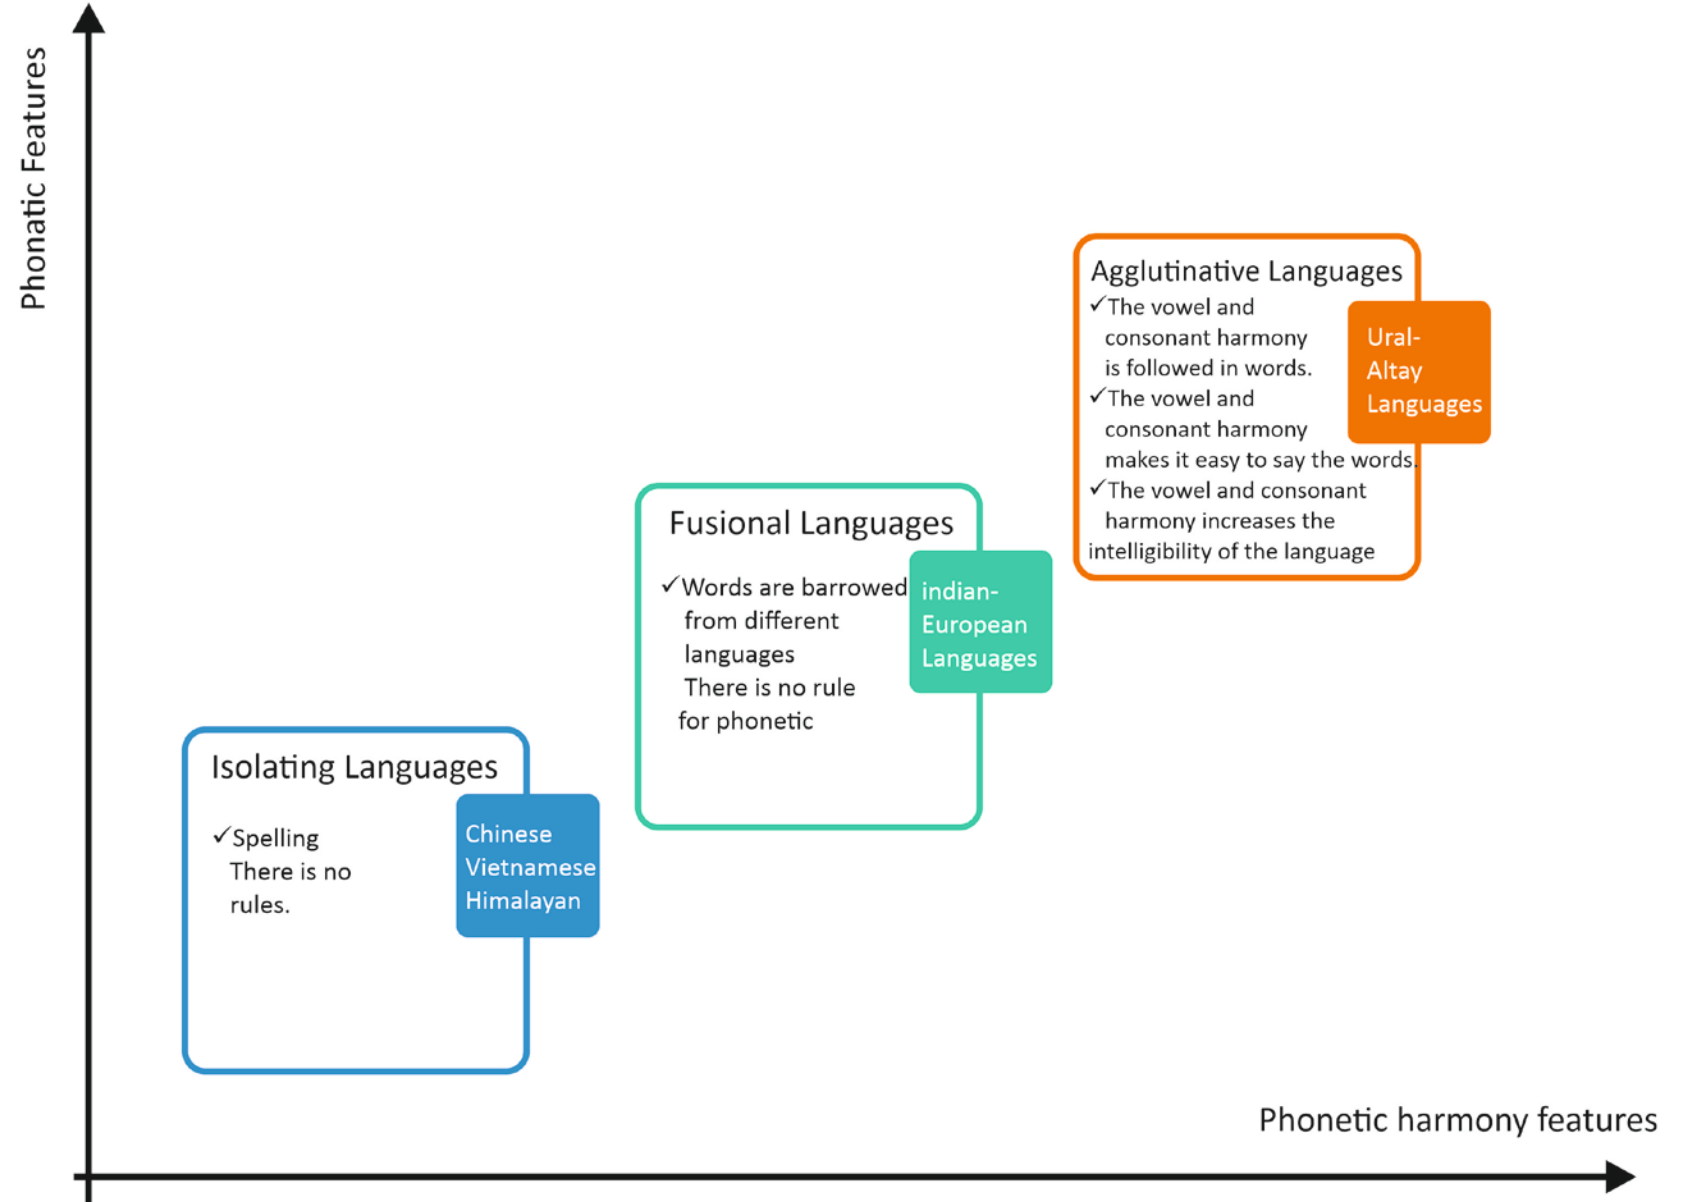 Phonatic Features
Agglutinative Languages
✓The vowel and
consonant harmony
is followed in words.
✓The vowel and
consonant harmony
makes it easy to say the words.
✓The vowel and consonant
harmony increases the
intelligibility of the language
Ural-
Altay
Languages
Fusional Languages
✓Words are barrowed
from different
languages
There is no rule
for phonetic
indian-
European
Languages
Isolating Languages
✓Spelling
There is no
rules.
Chinese
Vietnamese
Himalayan
Phonetic harmony features